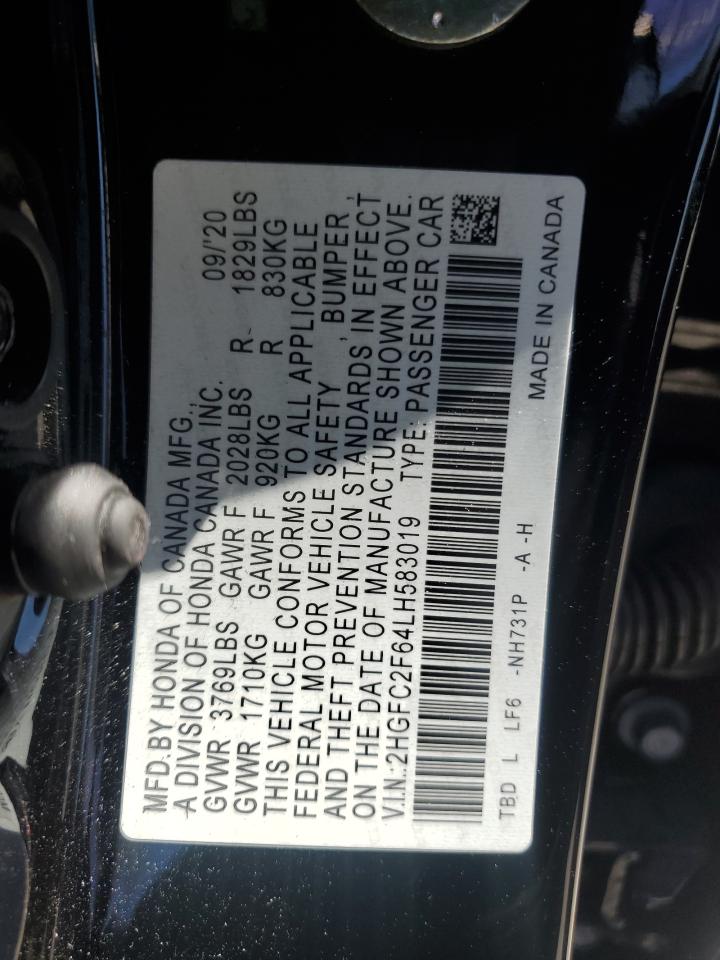 MFD.BY HONDA OF CANADA MFG.,
A DIVISION OF HONDA CANADA INC. 09/'20
GVWR 3769LBS GAWR F 2028LBS R 1829LBS
GVWR 1710KG GAWR F 920KG R 830KG
THIS VEHICLE CONFORMS TO ALL APPLICABLE
FEDERAL MOTOR VEHICLE SAFETY , BUMPER ,
AND THEFT PREVENTION STANDARDS IN EFFECT
ON THE DATE OF MANUFACTURE SHOWN ABOVE.
V.I.N.:2HGFC2F64LH583019 TYPE: PASSENGER CAR
TBD L LF6 -NH731P -A -H MADE IN CANADA